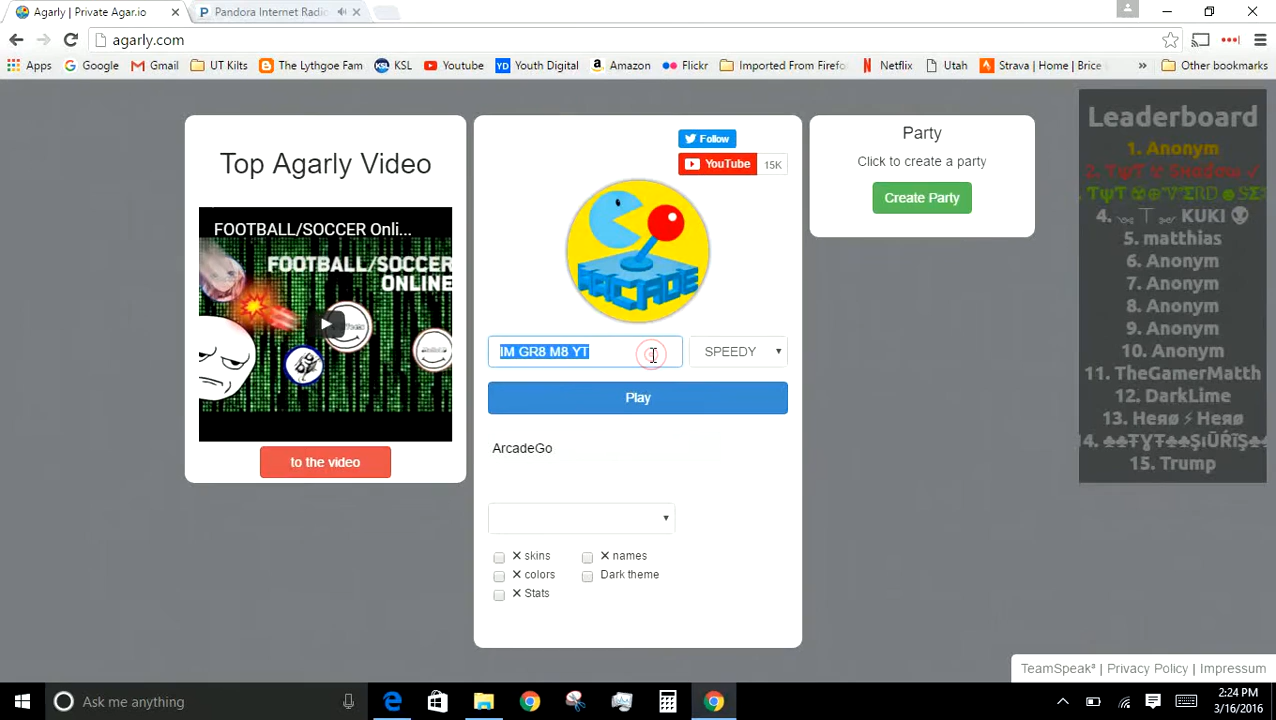 Agarly | Private Agar.io
Pandora Internet Radio
agarly.com
Apps
Google
Gmail
UT Kilts
The Lythgoe Fam
KSL
Youtube
Youth Digital
Amazon
Flickr
Imported From Firefo
Netflix
Utah
Strava | Home | Brice
»
Other bookmarks
Top Agarly Video
FOOTBALL/SOCCER Onli...
FOOTBALL/SOCCER
ONLINE
to the video
Follow
YouTube 15K
ARCADE
IM GR8 M8 YT
SPEEDY
Play
ArcadeGo
✕ skins
✕ names
✕ colors
Dark theme
✕ Stats
Party
Click to create a party
Create Party
Leaderboard
1. Anonym
4. KUKI
5. matthias
6. Anonym
7. Anonym
8. Anonym
9. Anonym
10. Anonym
11. TheGamerMatth
12. DarkLime
13. Нєяø ⚡ Нєяø
15. Trump
TeamSpeak³ | Privacy Policy | Impressum
Ask me anything
2:24 PM
3/16/2016